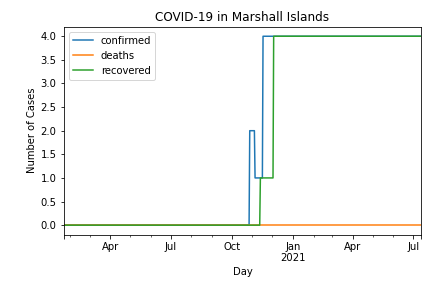 COVID-19 in Marshall Islands
confirmed
deaths
recovered
Number of Cases
4.0
3.5
3.0
2.5
2.0
1.5
1.0
0.5
0.0
Apr
Jul
Oct
Jan
2021
Apr
Jul
Day